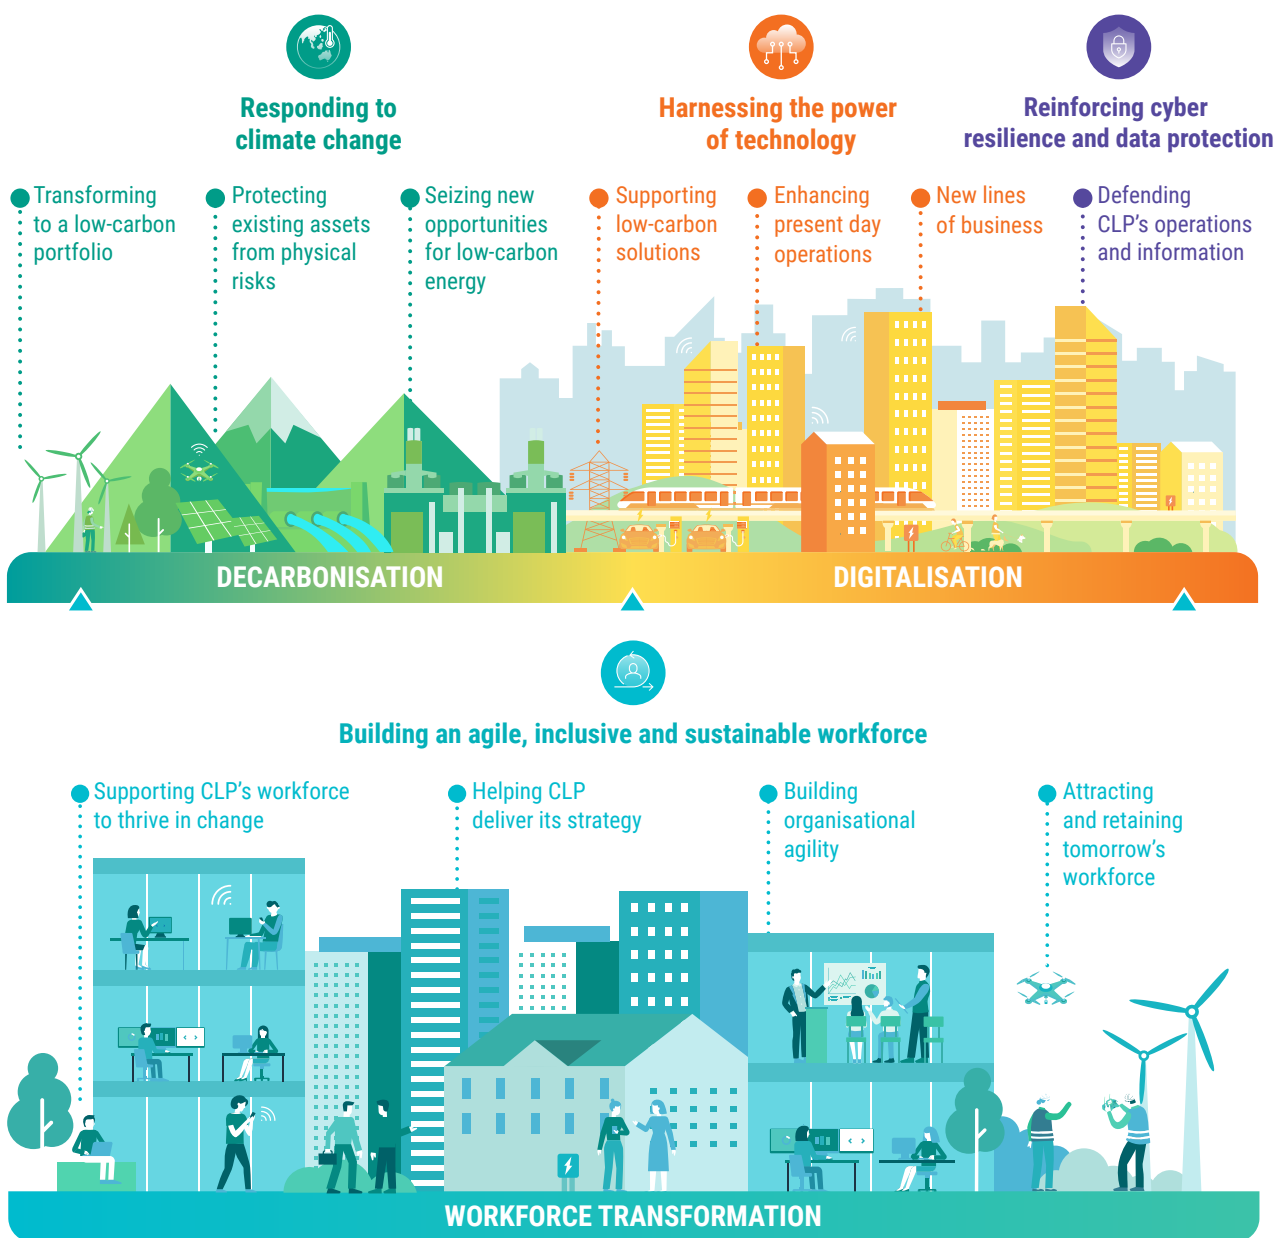 Responding to
climate change
Harnessing the power
of technology
Reinforcing cyber
resilience and data protection
Transforming
to a low-carbon
portfolio
Protecting
existing assets
from physical
risks
Seizing new
opportunities
for low-carbon
energy
Supporting
low-carbon
solutions
Enhancing
present day
operations
New lines
of business
Defending
CLP’s operations
and information
DECARBONISATION
DIGITALISATION
Building an agile, inclusive and sustainable workforce
Supporting CLP’s workforce
to thrive in change
Helping CLP
deliver its strategy
Building
organisational
agility
Attracting
and retaining
tomorrow’s
workforce
WORKFORCE TRANSFORMATION